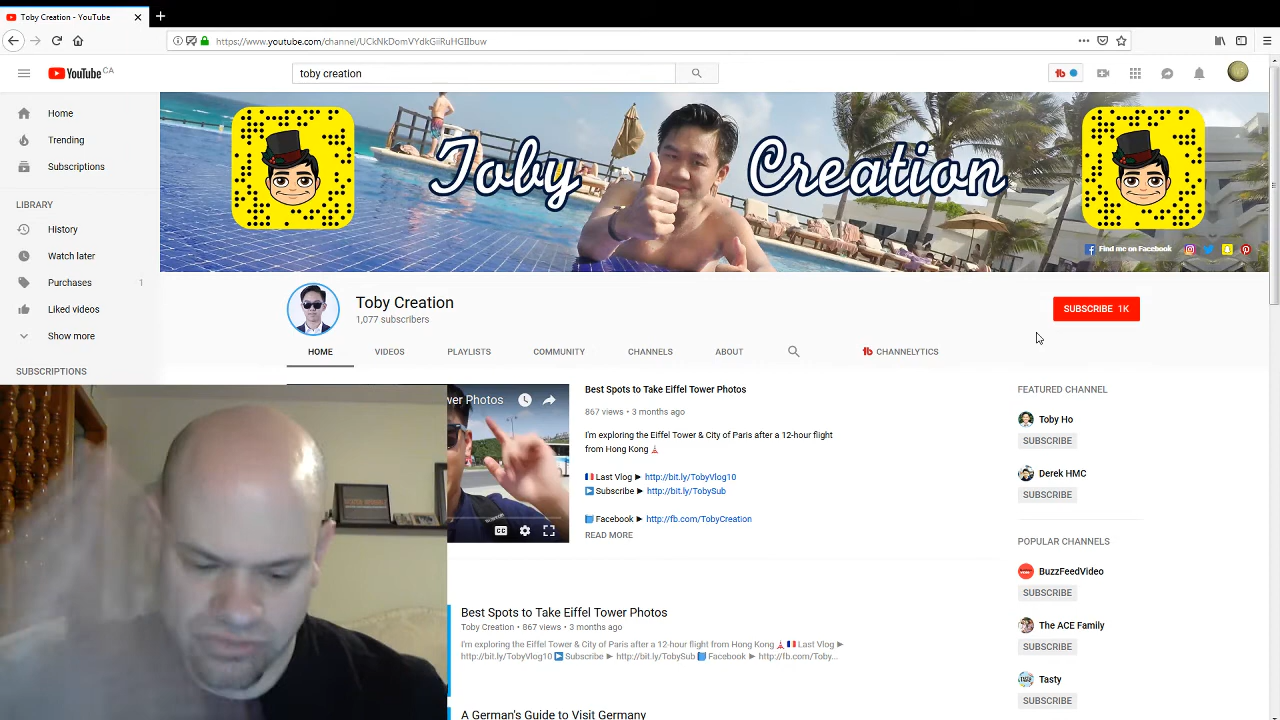 Toby Creation - YouTube
https://www.youtube.com/channel/UCkNkDomVYdkGiiRuHGIIbuw
YouTube CA
toby creation
tb
Home
Trending
Subscriptions
LIBRARY
History
Watch later
Purchases 1
Liked videos
Show more
SUBSCRIPTIONS
Toby Creation
Find me on Facebook
Toby Creation
1,077 subscribers
SUBSCRIBE 1K
HOME VIDEOS PLAYLISTS COMMUNITY CHANNELS ABOUT tb CHANNELYTICS
wer Photos
CC
Best Spots to Take Eiffel Tower Photos
867 views • 3 months ago
I'm exploring the Eiffel Tower & City of Paris after a 12-hour flight
from Hong Kong 🗼
🇫🇷 Last Vlog ► http://bit.ly/TobyVlog10
▶️ Subscribe ► http://bit.ly/TobySub
📘 Facebook ► http://fb.com/TobyCreation
READ MORE
Best Spots to Take Eiffel Tower Photos
Toby Creation • 867 views • 3 months ago
I'm exploring the Eiffel Tower & City of Paris after a 12-hour flight from Hong Kong 🗼 🇫🇷 Last Vlog ►
http://bit.ly/TobyVlog10 ▶️ Subscribe ► http://bit.ly/TobySub 📘 Facebook ► http://fb.com/Toby...
A German's Guide to Visit Germany
FEATURED CHANNEL
Toby Ho
SUBSCRIBE
Derek HMC
SUBSCRIBE
POPULAR CHANNELS
BuzzFeedVideo
SUBSCRIBE
The ACE Family
SUBSCRIBE
Tasty
SUBSCRIBE